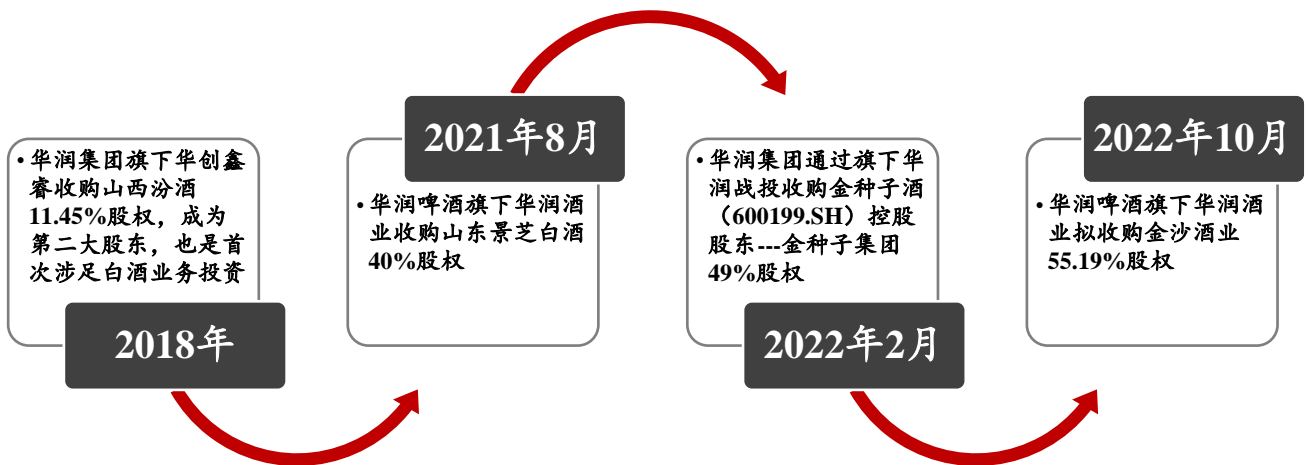 • 华润集团旗下华创鑫
睿收购山西汾酒
11.45%股权，成为
第二大股东，也是首
次涉足白酒业务投资
2018年
2021年8月
• 华润啤酒旗下华润酒
业收购山东景芝白酒
40%股权
• 华润集团通过旗下华
润战投收购金种子酒
（600199.SH）控股
股东---金种子集团
49%股权
2022年2月
2022年10月
• 华润啤酒旗下华润酒
业拟收购金沙酒业
55.19%股权